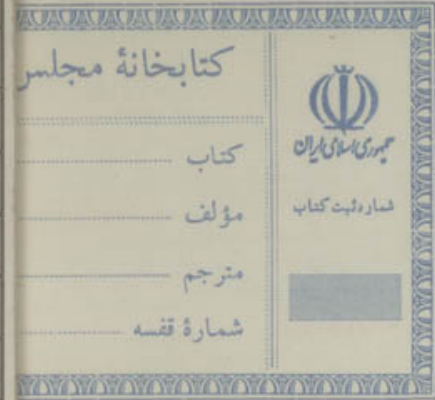 کتابخانهٔ مجلس
کتاب
مؤلف
مترجم
شمارهٔ قفسه
جمهوری اسلامی ایران
شماره ثبت کتاب